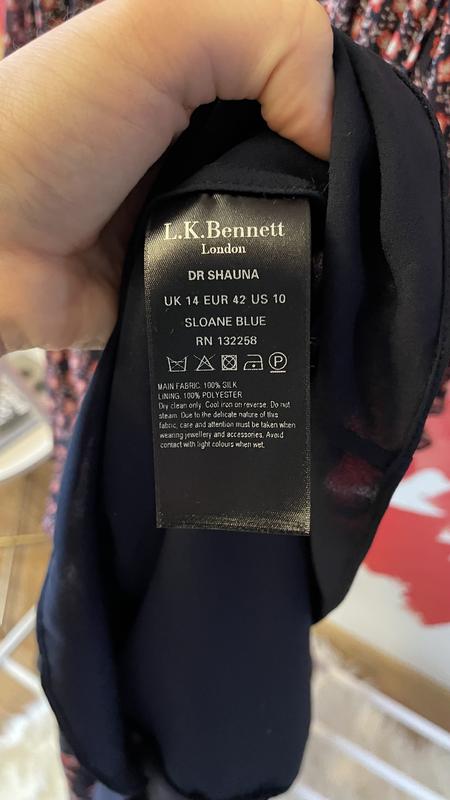 L.K.Bennett
London
DR SHAUNA
UK 14 EUR 42 US 10
SLOANE BLUE
RN 132258
P
MAIN FABRIC: 100% SILK
LINING: 100% POLYESTER
Dry clean only. Cool iron on reverse. Do not
steam. Due to the delicate nature of this
fabric, care and attention must be taken when
wearing jewellery and accessories. Avoid
contact with light colours when wet.